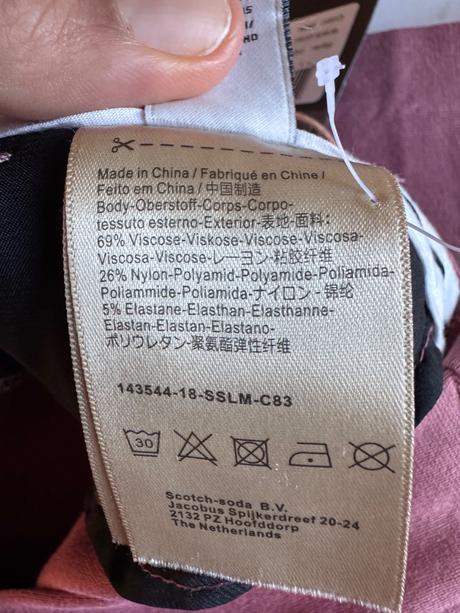 Made in China / Fabriqué en Chine /
Feito em China / 中国制造
Body-Oberstoff-Corps-Corpo-
tessuto esterno-Exterior-表地-面料:
69% Viscose-Viskose-Viscose-Viscosa-
Viscosa-Viscose-レーヨン-粘胶纤维
26% Nylon-Polyamid-Polyamide-Poliamida-
Poliammide-Poliamida-ナイロン-锦纶
5% Elastane-Elasthan-Elasthanne-
Elastan-Elastan-Elastano-
ポリウレタン-聚氨酯弹性纤维
143544-18-SSLM-C83
30
Scotch-soda B.V.
Jacobus Spijkerdreef 20-24
2132 PZ Hoofddorp
The Netherlands